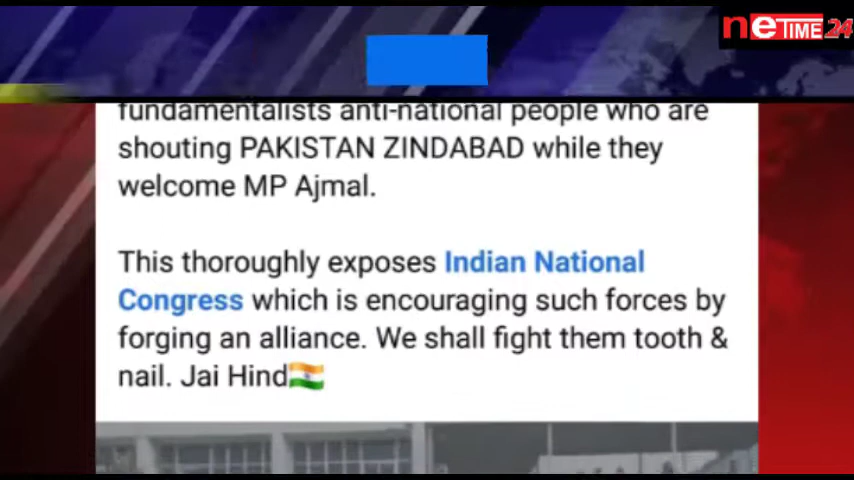 neTIME24
fundamentalists anti-national people who are
shouting PAKISTAN ZINDABAD while they
welcome MP Ajmal.
This thoroughly exposes Indian National
Congress which is encouraging such forces by
forging an alliance. We shall fight them tooth &
nail. Jai Hind🇮🇳